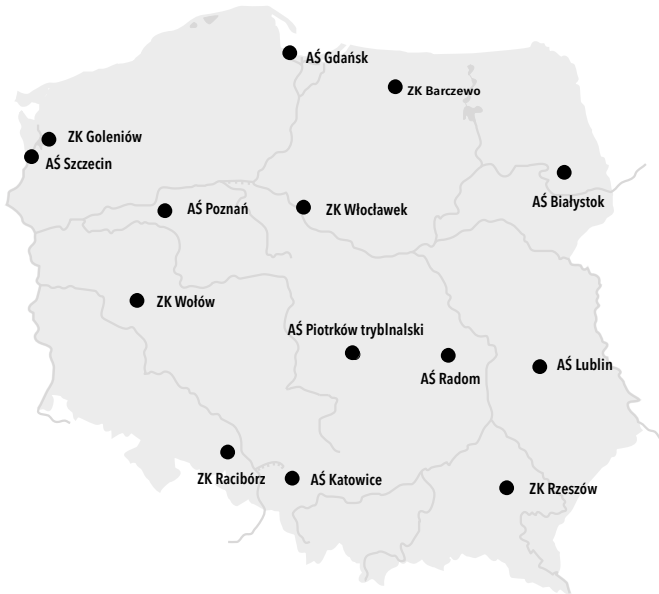 AŚ Gdańsk
ZK Barczewo
ZK Goleniów
AŚ Szczecin
AŚ Białystok
AŚ Poznań
ZK Włocławek
ZK Wołów
AŚ Piotrków tryblnalski
AŚ Radom
AŚ Lublin
ZK Racibórz
AŚ Katowice
ZK Rzeszów